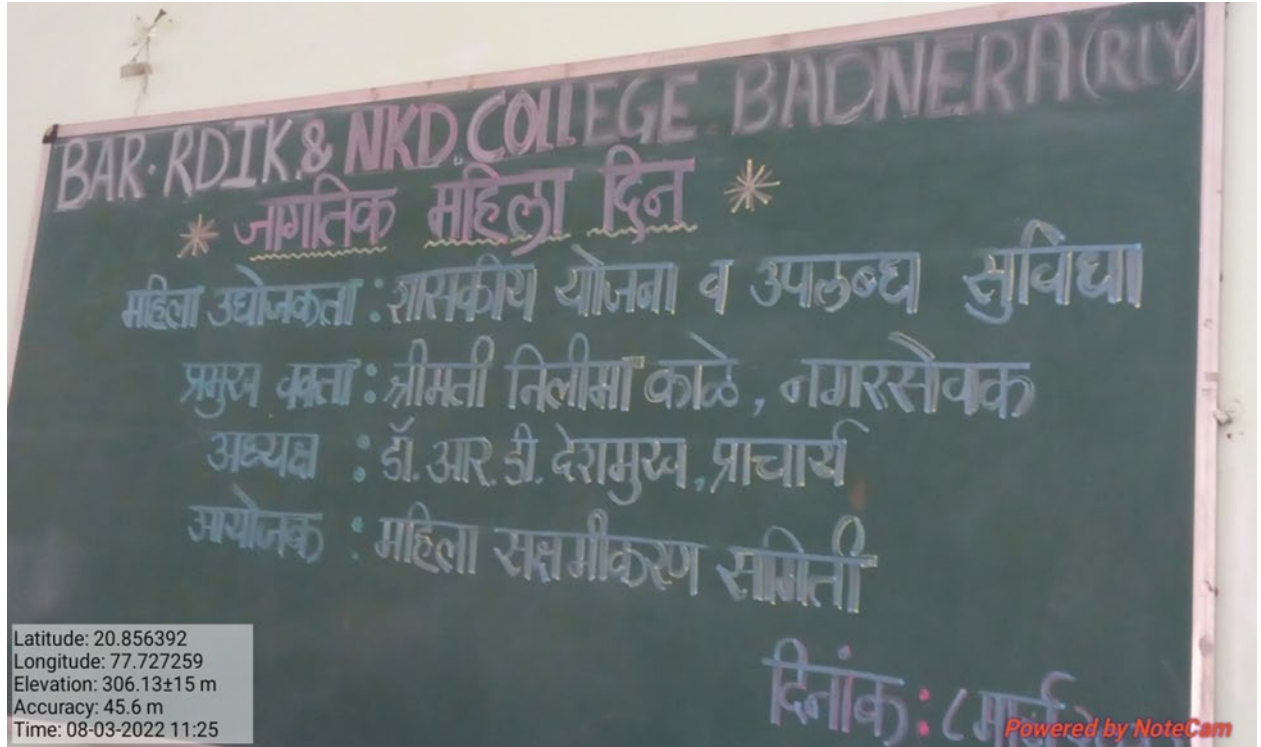 BAR. RDIK. & NKD. COLLEGE. BADNERA (RLY)
* जागतिक महिला दिन *
महिला उद्योजकता : शासकीय योजना व उपलब्ध सुविधा
प्रमुख वक्ता : श्रीमती निलीमा काळे, नगरसेवक
अध्यक्ष : डॉ. आर. डी. देशमुख, प्राचार्य
आयोजक : महिला सक्षमीकरण समिती
दिनांक : ८ मार्च
Latitude: 20.856392
Longitude: 77.727259
Elevation: 306.13±15 m
Accuracy: 45.6 m
Time: 08-03-2022 11:25
Powered by NoteCam